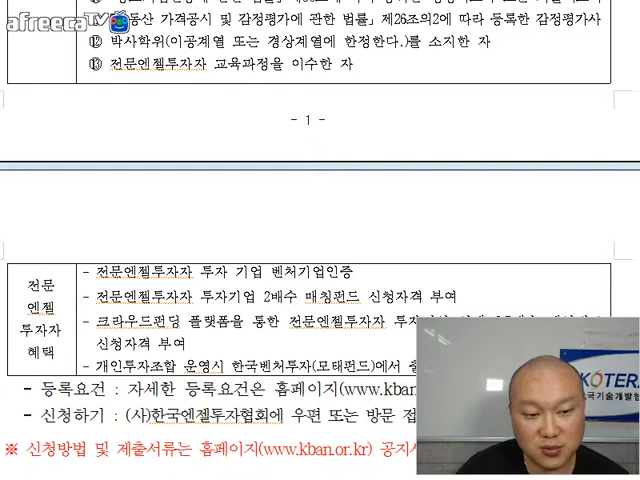 afreecaTV
부동산 가격공시 및 감정평가에 관한 법률」 제26조의2에 따라 등록한 감정평가사
⑫ 박사학위(이공계열 또는 경상계열에 한정한다.)를 소지한 자
⑬ 전문엔젤투자자 교육과정을 이수한 자
- 1 -
전문
엔젤
투자자
혜택
- 전문엔젤투자자 투자 기업 벤처기업인증
- 전문엔젤투자자 투자기업 2배수 매칭펀드 신청자격 부여
- 크라우드펀딩 플랫폼을 통한 전문엔젤투자자
신청자격 부여
- 개인투자조합 운영시 한국벤처투자(모태펀드)에서
- 등록요건 : 자세한 등록요건은 홈페이지(www.kban
- 신청하기 : (사)한국엔젤투자협회에 우편 또는 방문 접
※ 신청방법 및 제출서류는 홈페이지(www.kban.or.kr) 공지
KOTERA
국기술개발협